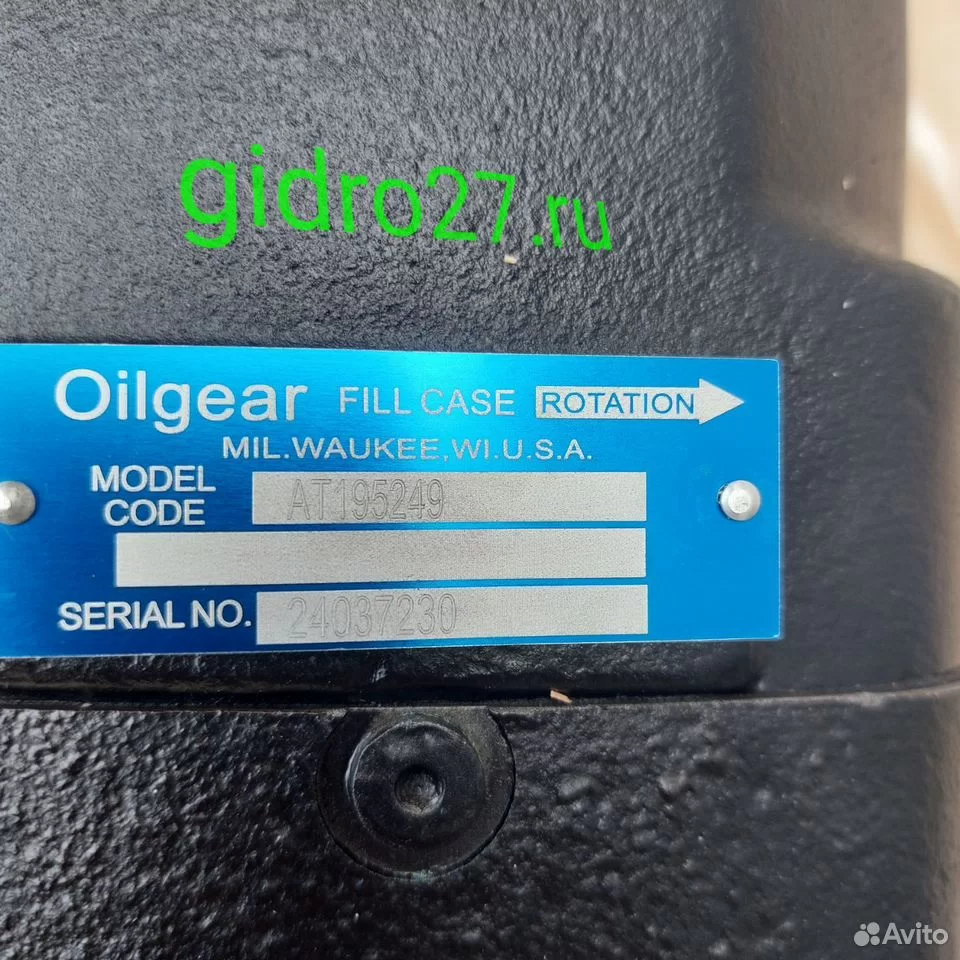 gidro27.ru
Oilgear FILL CASE ROTATION
MIL.WAUKEE,WI.U.S.A.
MODEL CODE AT195249
SERIAL NO. 24037230
Avito